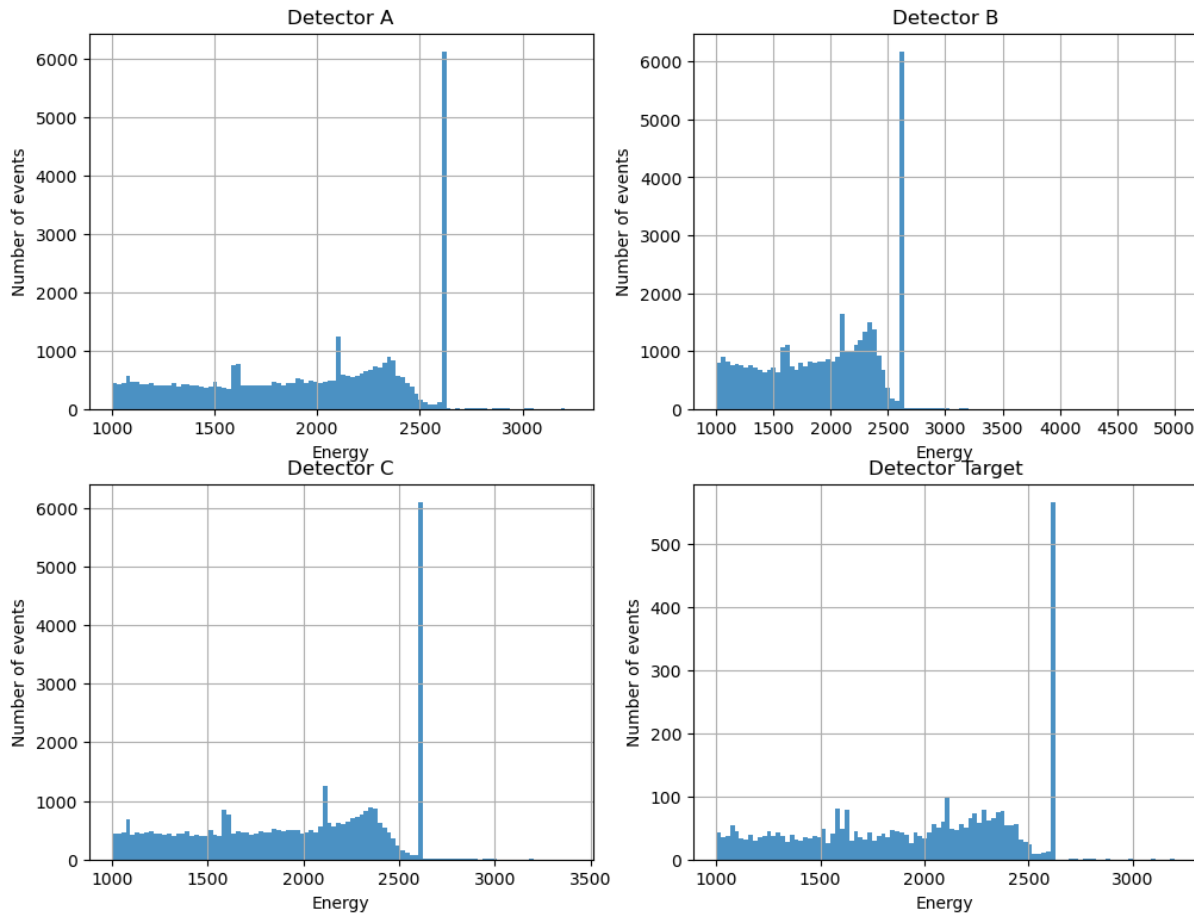 Detector A
Number of events
6000
5000
4000
3000
2000
1000
0
1000 1500 2000 2500 3000
Energy
Detector B
Number of events
6000
5000
4000
3000
2000
1000
0
1000 1500 2000 2500 3000 3500 4000 4500 5000
Energy
Detector C
Number of events
6000
5000
4000
3000
2000
1000
0
1000 1500 2000 2500 3000 3500
Energy
Detector Target
Number of events
500
400
300
200
100
0
1000 1500 2000 2500 3000
Energy